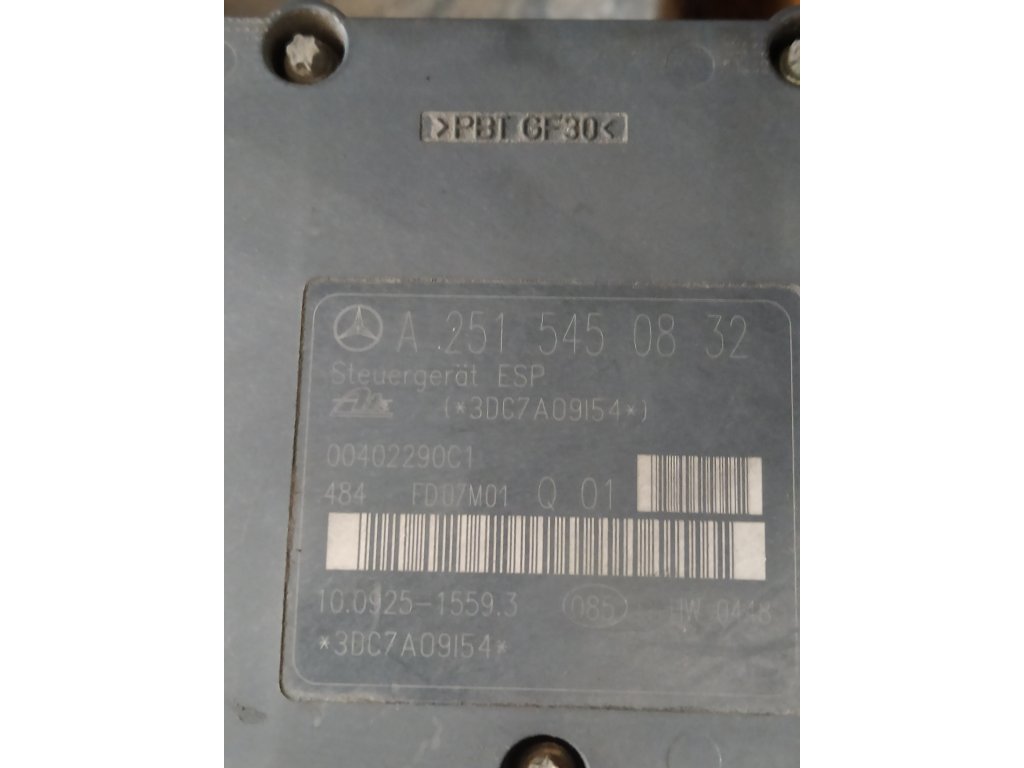 >PBT GF30<
A 251 545 08 32
Steuergerät ESP
ATE (*3DC7A09I54*)
00402290C1
484 FD07M01 Q 01
10.0925-1559.3 085 HW 0448
*3DC7A09I54*